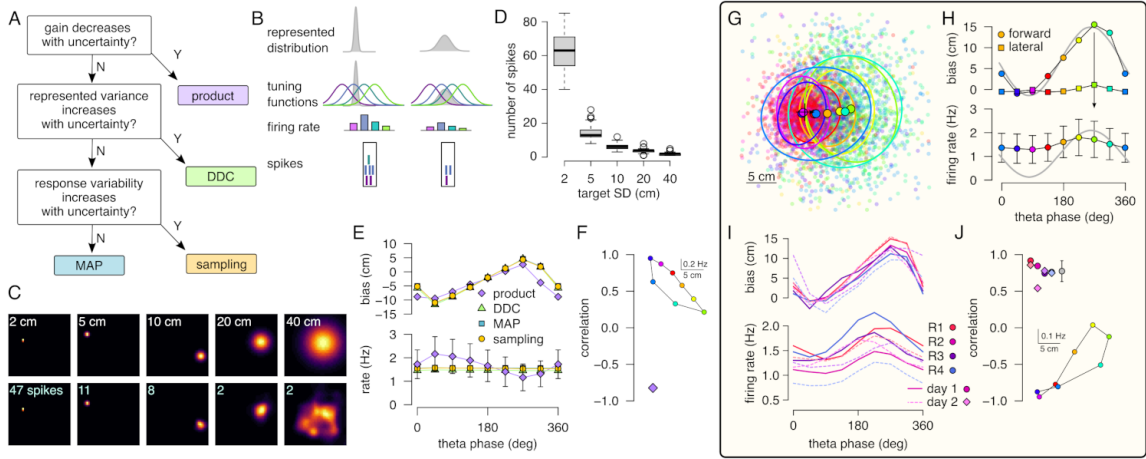 A
gain decreases
with uncertainty?
Y
N
product
represented variance
increases
with uncertainty?
Y
N
DDC
response variability
increases
with uncertainty?
Y
N
MAP
sampling
B
represented
distribution
tuning
functions
firing rate
spikes
C
2 cm
5 cm
10 cm
20 cm
40 cm
47 spikes
11
8
2
2
D
number of spikes
80
60
40
20
0
2
5
10
20
40
target SD (cm)
E
bias (cm)
10
5
0
−5
−10
−15
product
DDC
MAP
sampling
rate (Hz)
3
2
1
0
0
180
360
theta phase (deg)
F
correlation
1.0
0.5
0.0
−0.5
−1.0
0.2 Hz
5 cm
G
5 cm
H
forward
lateral
bias (cm)
15
10
5
0
firing rate (Hz)
3
2
1
0
0
180
360
theta phase (deg)
I
bias (cm)
15
10
5
0
firing rate (Hz)
2.0
1.5
1.0
0.5
0
180
360
theta phase (deg)
R1
R2
R3
R4
day 1
day 2
J
correlation
1.0
0.5
0.0
−0.5
−1.0
0.1 Hz
5 cm